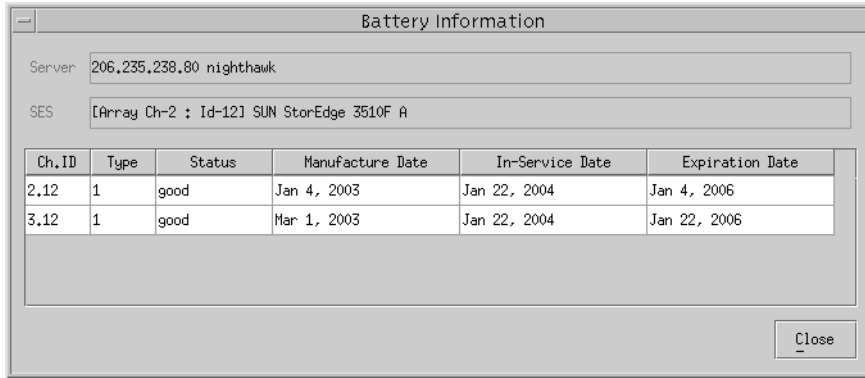 Battery Information
Server 206.235.238.80 nighthawk
SES [Array Ch-2 : Id-12] SUN StorEdge 3510F A
Ch.ID Type Status Manufacture Date In-Service Date Expiration Date
2.12 1 good Jan 4, 2003 Jan 22, 2004 Jan 4, 2006
3.12 1 good Mar 1, 2003 Jan 22, 2004 Jan 22, 2006
Close